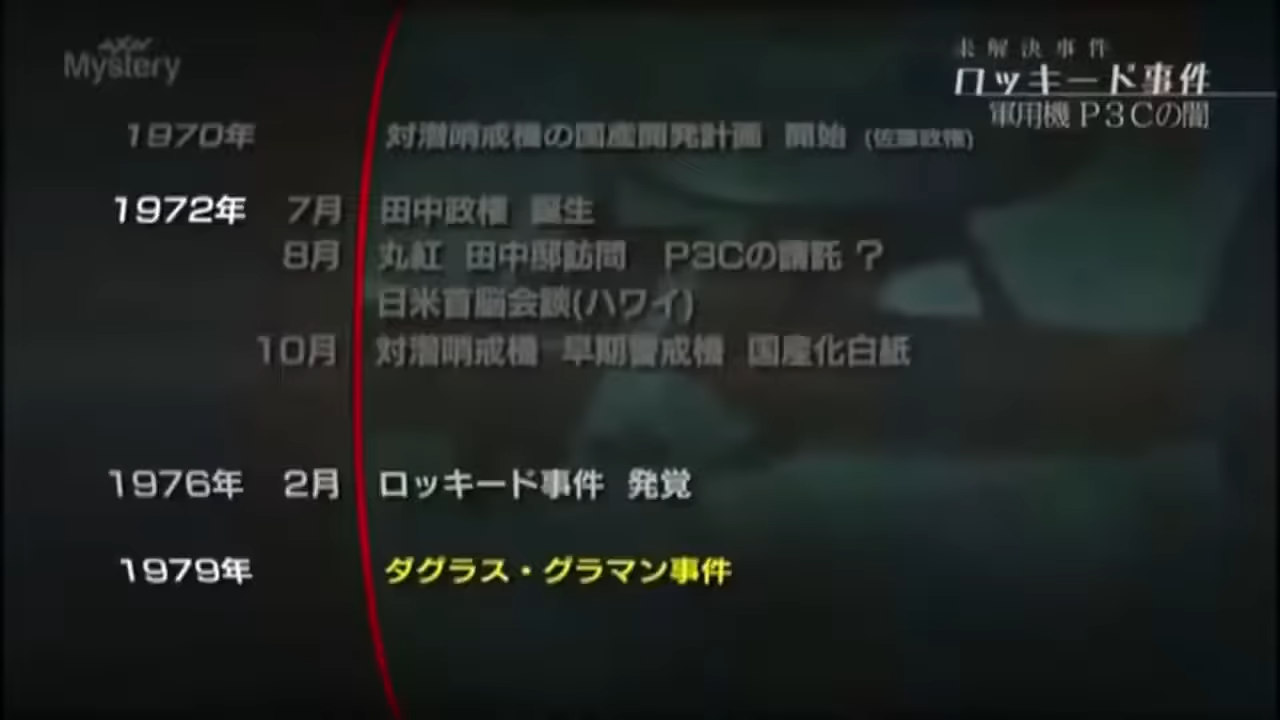 AXN
Mystery
未解決事件
ロッキード事件
軍用機 P3Cの闇
1970年 対潜哨戒機の国産開発計画 開始 (佐藤政権)
1972年 7月 田中政権 誕生
8月 丸紅 田中邸訪問 P3Cの請託 ?
日米首脳会談(ハワイ)
10月 対潜哨戒機 早期警戒機 国産化白紙
1976年 2月 ロッキード事件 発覚
1979年 ダグラス・グラマン事件